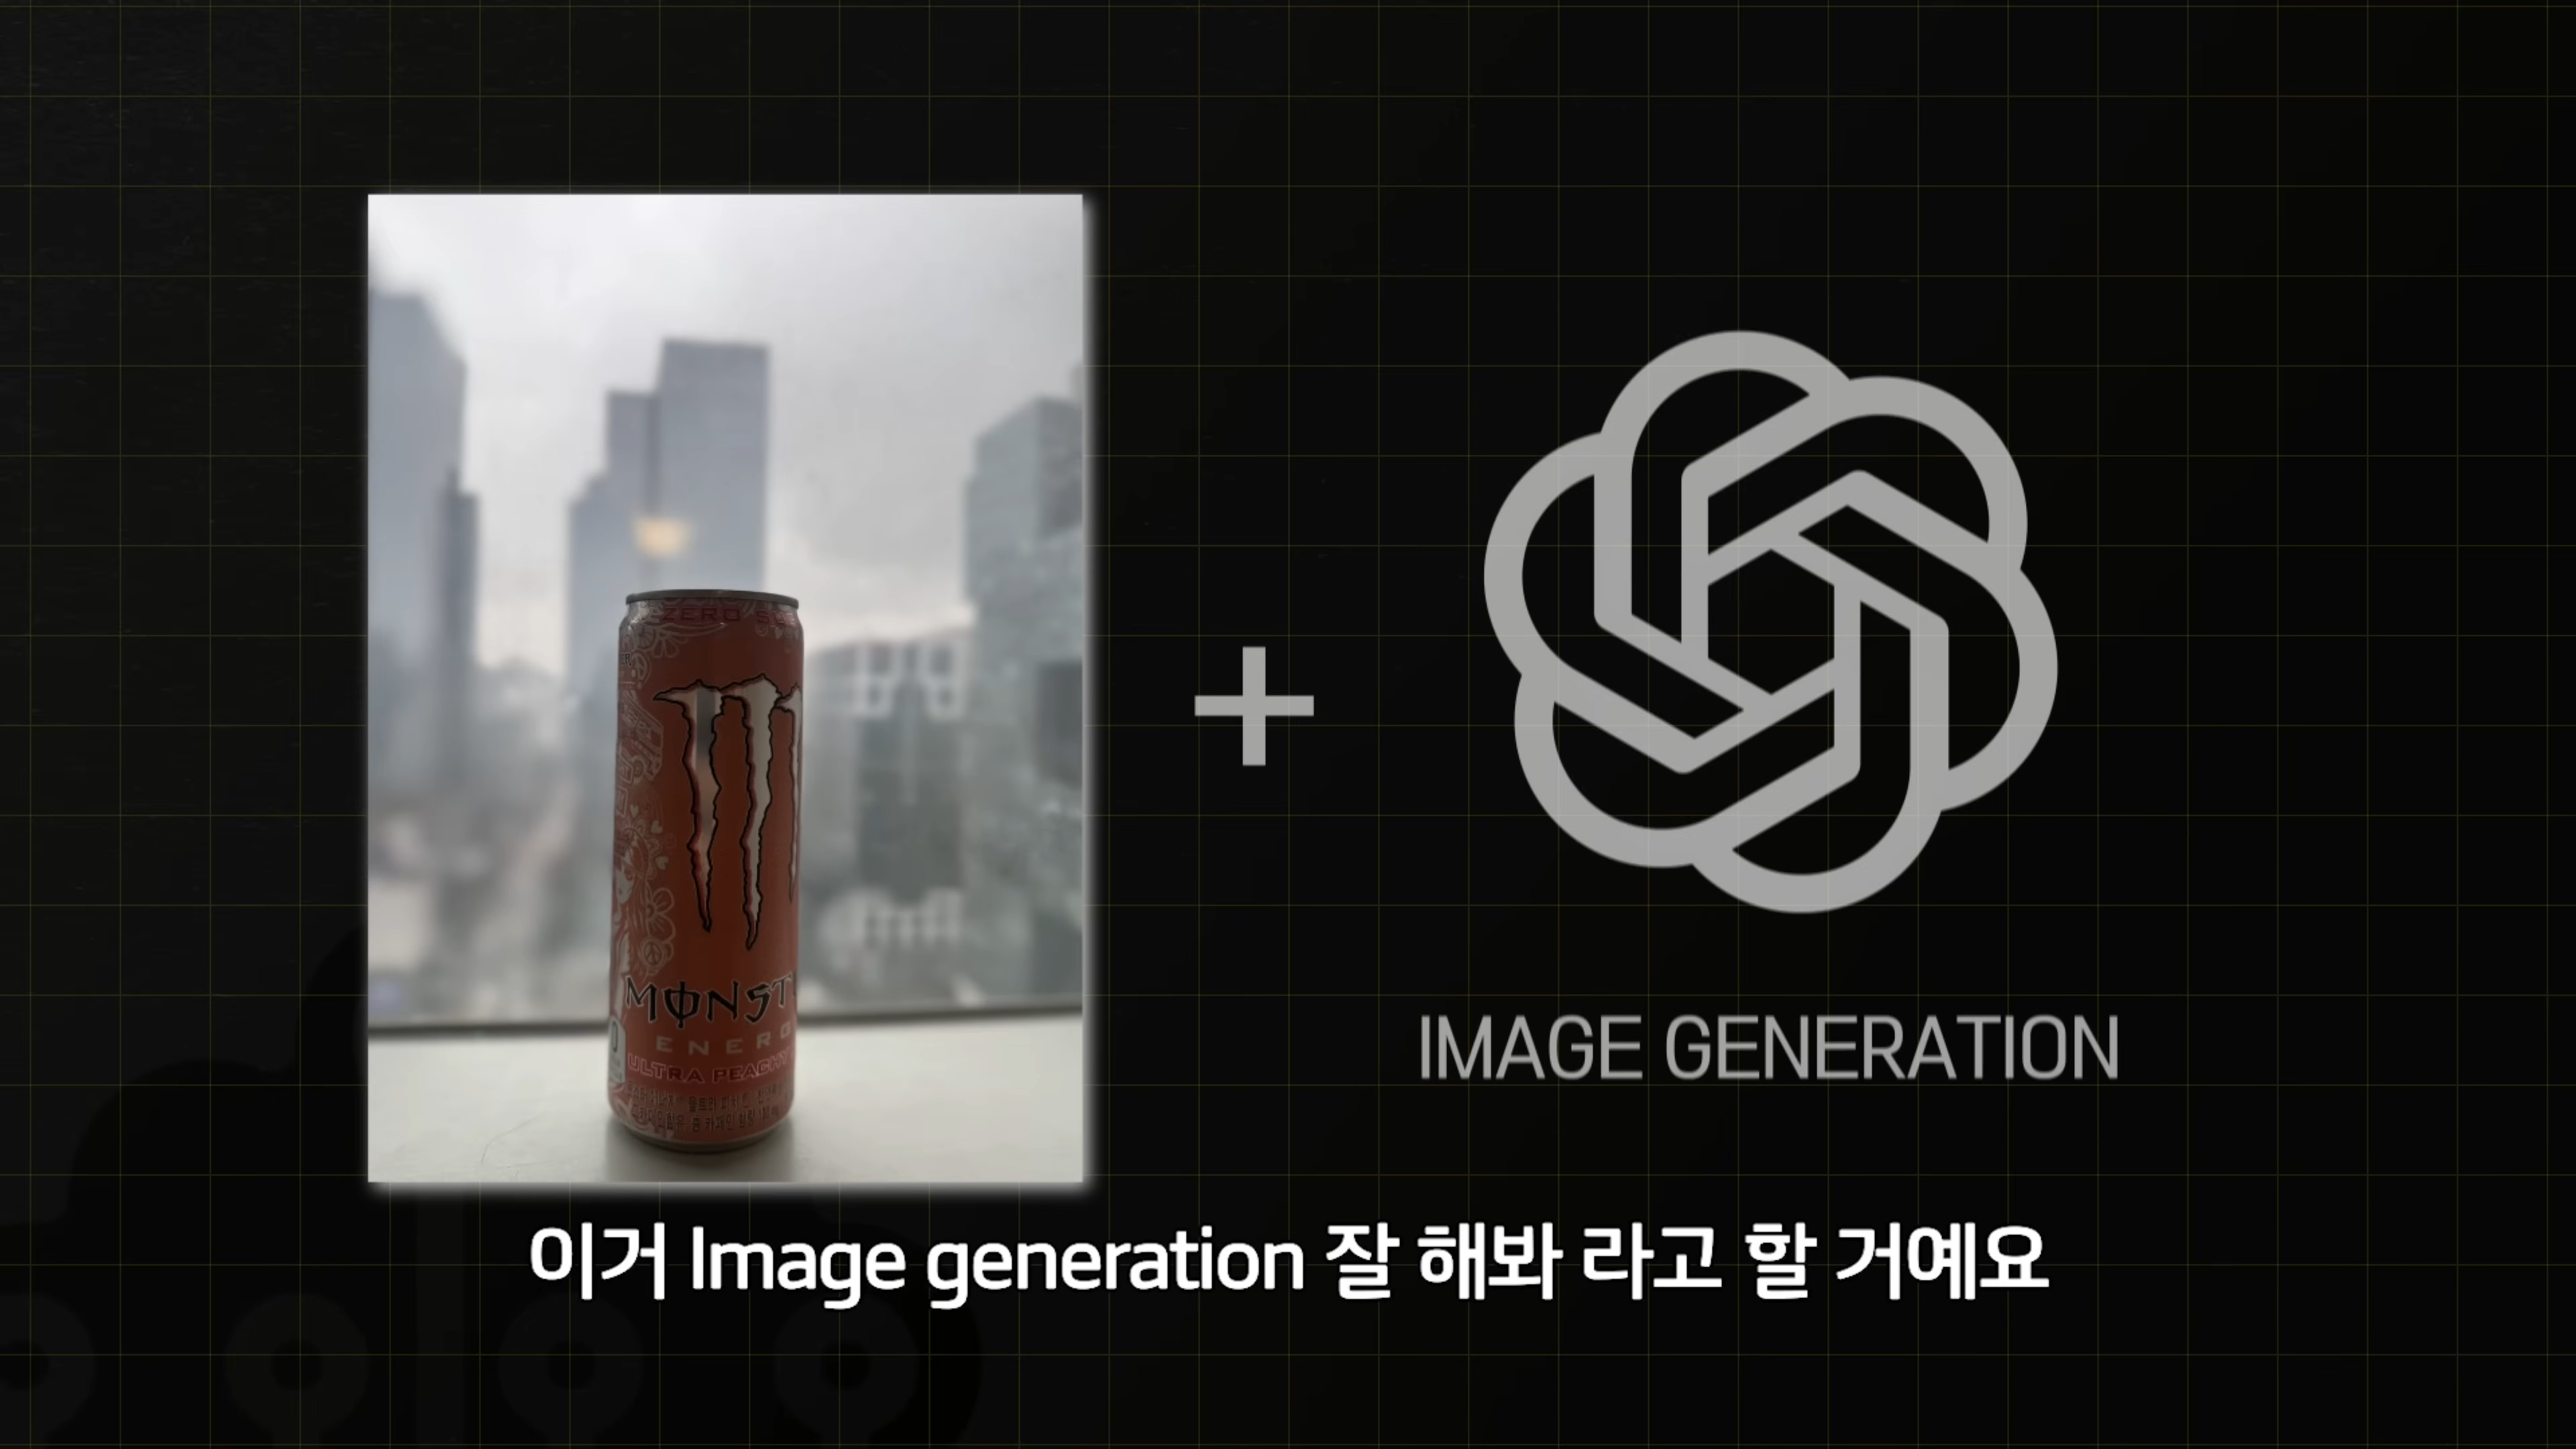 ZERO
MONST
ENERG
ULTRA PEACHY
IMAGE GENERATION
이거 Image generation 잘 해봐 라고 할 거예요